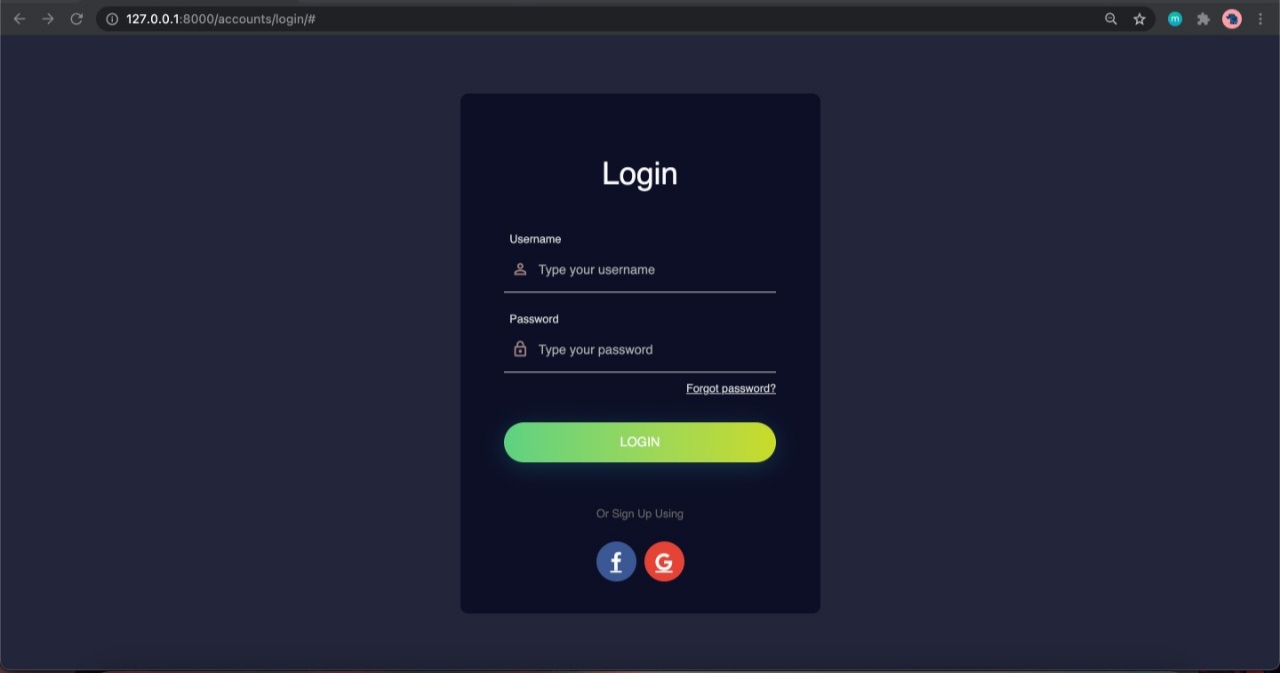 127.0.0.1:8000/accounts/login/#
m
Login
Username
Type your username
Password
Type your password
Forgot password?
LOGIN
Or Sign Up Using
f G